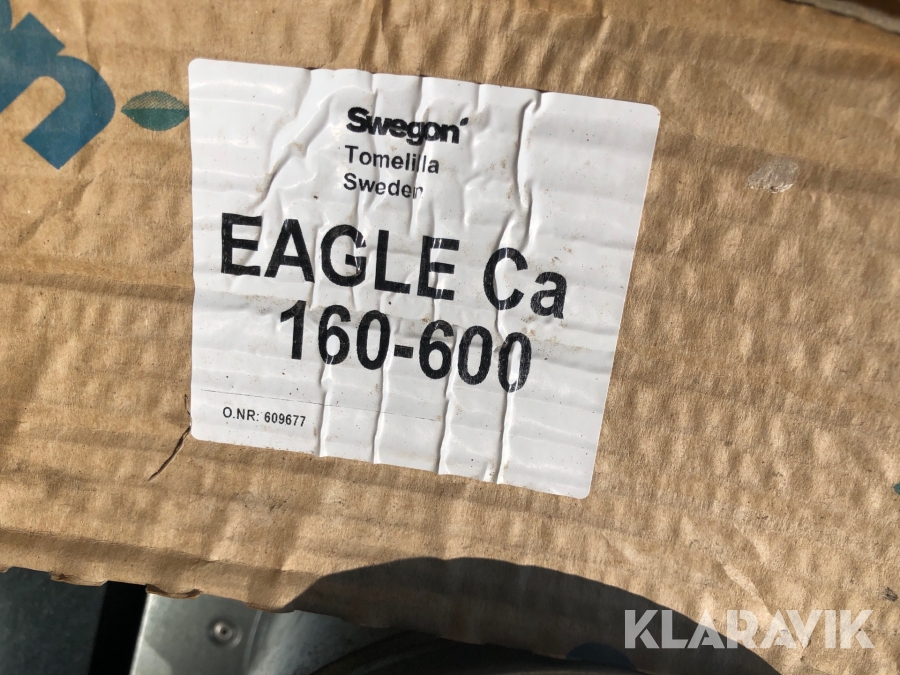 Swegon
Tomelilla
Sweden
EAGLE Ca
160-600
O.NR: 609677
KLARAVIK